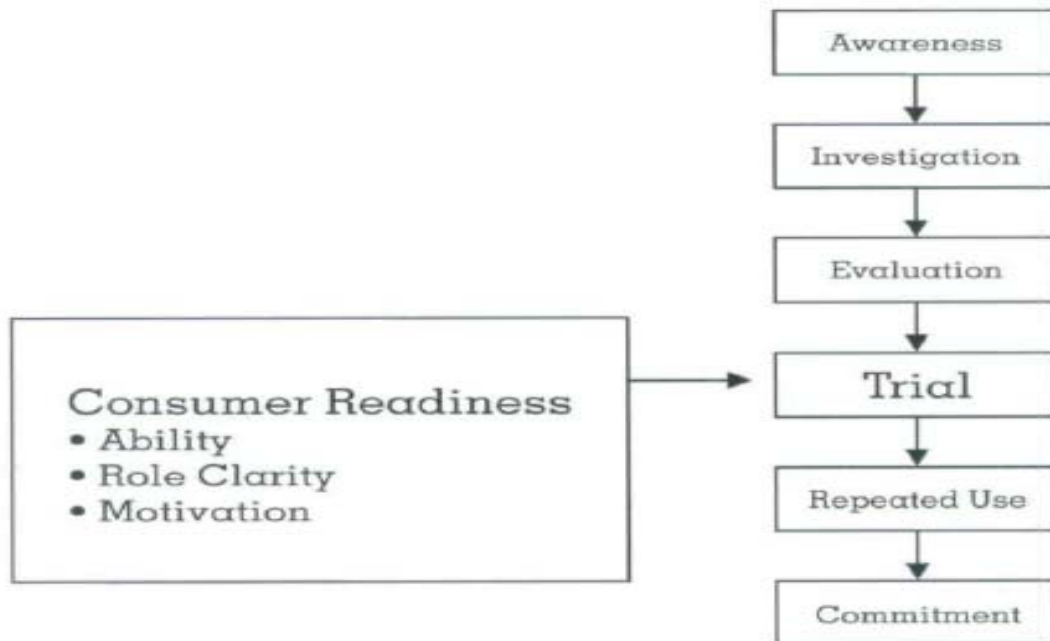 Awareness
Investigation
Evaluation
Consumer Readiness
• Ability
• Role Clarity
• Motivation
Trial
Repeated Use
Commitment